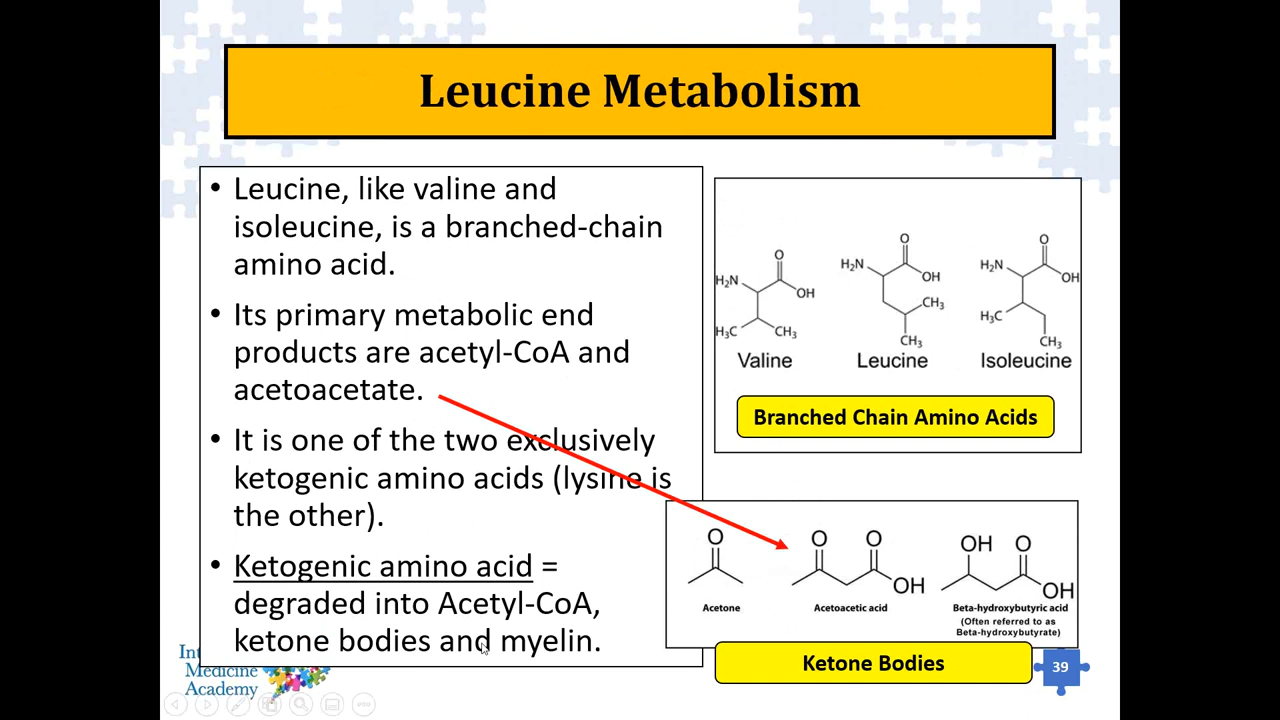 Leucine Metabolism
• Leucine, like valine and
isoleucine, is a branched-chain
amino acid.
• Its primary metabolic end
products are acetyl-CoA and
acetoacetate.
• It is one of the two exclusively
ketogenic amino acids (lysine is
the other).
• Ketogenic amino acid =
degraded into Acetyl-CoA,
ketone bodies and myelin.
O
H₂N
OH
H₃C
CH₃
Valine
O
H₂N
OH
CH₃
CH₃
Leucine
O
H₂N
OH
H₃C
CH₃
Isoleucine
Branched Chain Amino Acids
O
Acetone
O O
OH
Acetoacetic acid
OH O
OH
Beta-hydroxybutyric acid
(Often referred to as
Beta-hydroxybutyrate)
Ketone Bodies
Medicine
Academy
39